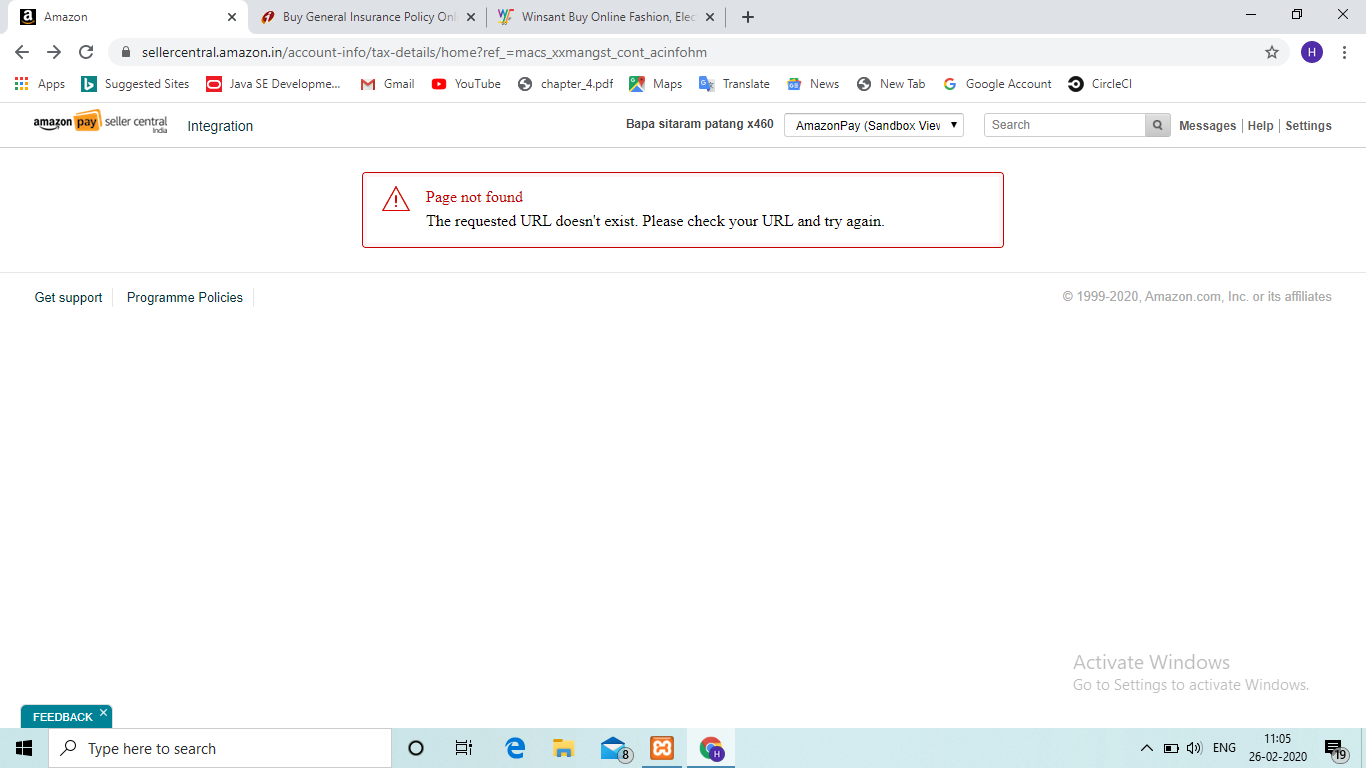 Amazon
Buy General Insurance Policy Onl
Winsant Buy Online Fashion, Elec
sellercentral.amazon.in/account-info/tax-details/home?ref_=macs_xxmangst_cont_acinfohm
H
Apps
Suggested Sites
Java SE Developme...
Gmail
YouTube
chapter_4.pdf
Maps
Translate
News
New Tab
Google Account
CircleCI
amazon pay seller central
India
Integration
Bapa sitaram patang x460
AmazonPay (Sandbox View
Search
Messages
Help
Settings
Page not found
The requested URL doesn't exist. Please check your URL and try again.
Get support
Programme Policies
© 1999-2020, Amazon.com, Inc. or its affiliates
Activate Windows
Go to Settings to activate Windows.
FEEDBACK
Type here to search
8
H
ENG
11:05
26-02-2020
19